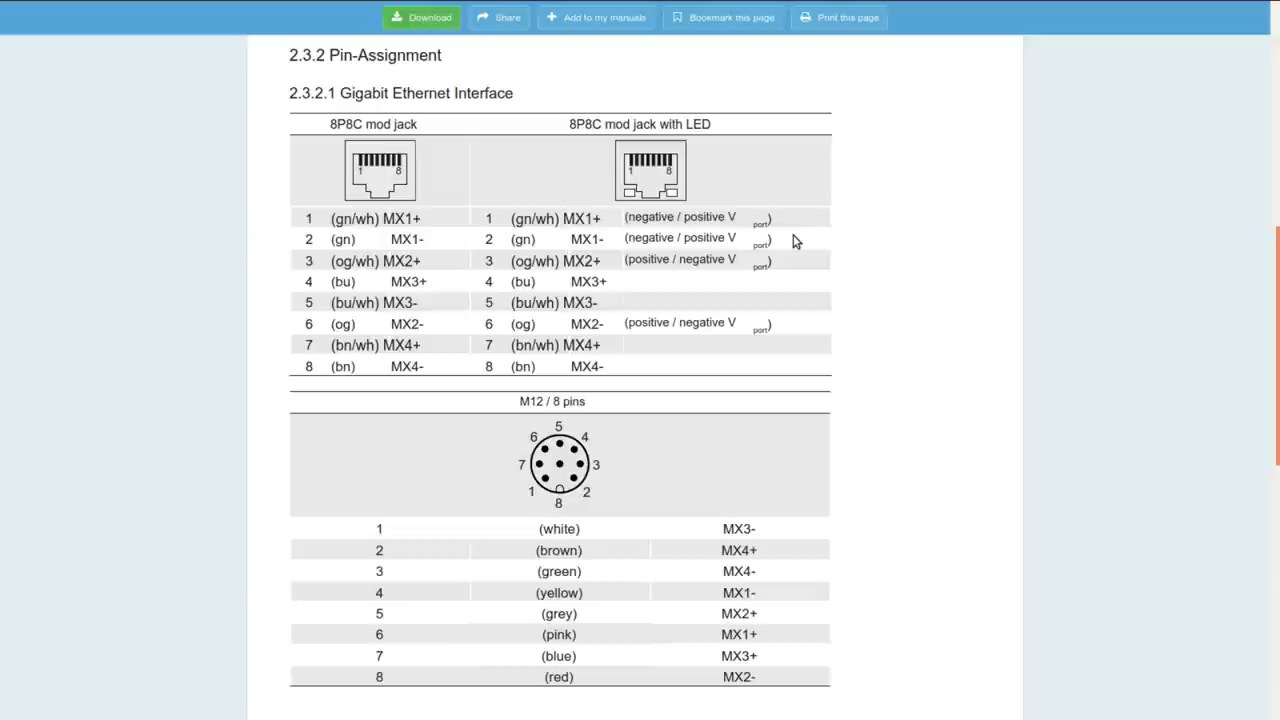 Download Share Add to my manuals Bookmark this page Print this page
2.3.2 Pin-Assignment
2.3.2.1 Gigabit Ethernet Interface
8P8C mod jack 8P8C mod jack with LED
1 8 1 8
1 (gn/wh) MX1+ 1 (gn/wh) MX1+ (negative / positive V port)
2 (gn) MX1- 2 (gn) MX1- (negative / positive V port)
3 (og/wh) MX2+ 3 (og/wh) MX2+ (positive / negative V port)
4 (bu) MX3+ 4 (bu) MX3+
5 (bu/wh) MX3- 5 (bu/wh) MX3-
6 (og) MX2- 6 (og) MX2- (positive / negative V port)
7 (bn/wh) MX4+ 7 (bn/wh) MX4+
8 (bn) MX4- 8 (bn) MX4-
M12 / 8 pins
5
6 4
7 3
1 2
8
1 (white) MX3-
2 (brown) MX4+
3 (green) MX4-
4 (yellow) MX1-
5 (grey) MX2+
6 (pink) MX1+
7 (blue) MX3+
8 (red) MX2-